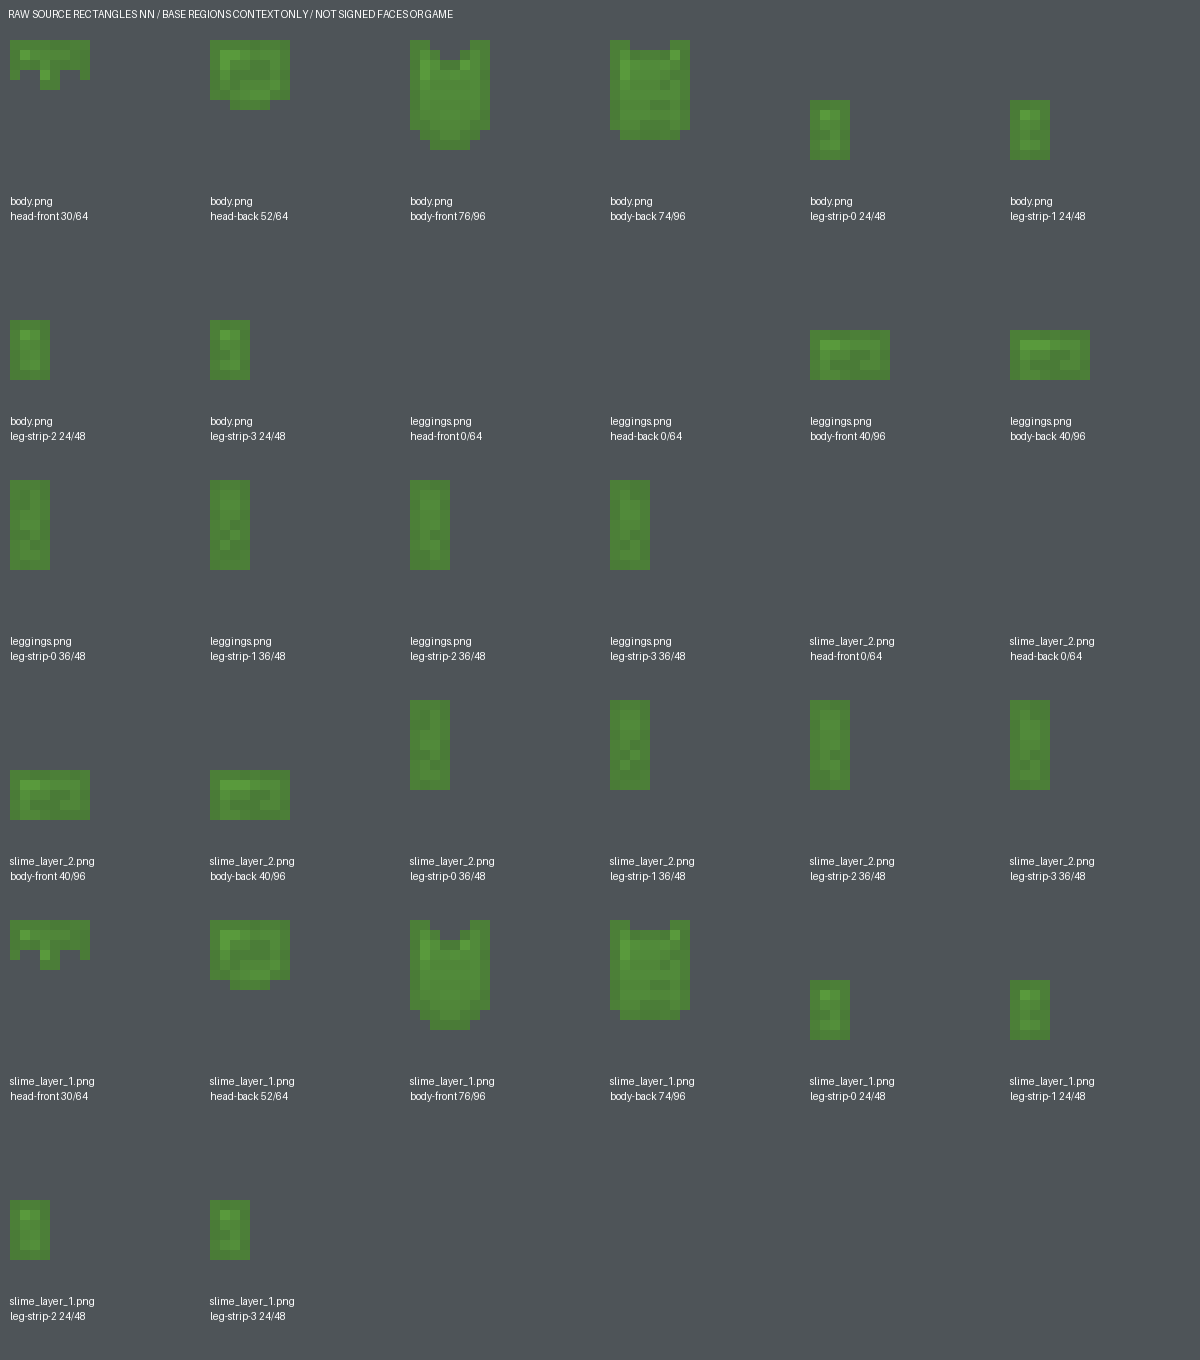 RAW SOURCE RECTANGLES NN / BASE REGIONS CONTEXT ONLY / NOT SIGNED FACES OR GAME
body.png
head-front 30/64
body.png
head-back 52/64
body.png
body-front 76/96
body.png
body-back 74/96
body.png
leg-strip-0 24/48
body.png
leg-strip-1 24/48
body.png
leg-strip-2 24/48
body.png
leg-strip-3 24/48
leggings.png
head-front 0/64
leggings.png
head-back 0/64
leggings.png
body-front 40/96
leggings.png
body-back 40/96
leggings.png
leg-strip-0 36/48
leggings.png
leg-strip-1 36/48
leggings.png
leg-strip-2 36/48
leggings.png
leg-strip-3 36/48
slime_layer_2.png
head-front 0/64
slime_layer_2.png
head-back 0/64
slime_layer_2.png
body-front 40/96
slime_layer_2.png
body-back 40/96
slime_layer_2.png
leg-strip-0 36/48
slime_layer_2.png
leg-strip-1 36/48
slime_layer_2.png
leg-strip-2 36/48
slime_layer_2.png
leg-strip-3 36/48
slime_layer_1.png
head-front 30/64
slime_layer_1.png
head-back 52/64
slime_layer_1.png
body-front 76/96
slime_layer_1.png
body-back 74/96
slime_layer_1.png
leg-strip-0 24/48
slime_layer_1.png
leg-strip-1 24/48
slime_layer_1.png
leg-strip-2 24/48
slime_layer_1.png
leg-strip-3 24/48